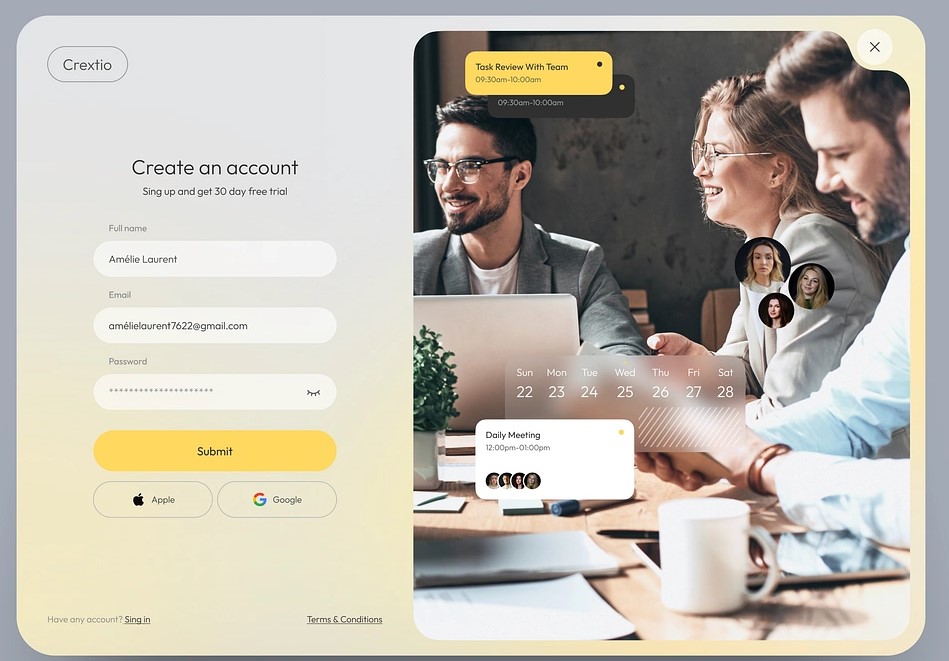 Crextio
Create an account
Sing up and get 30 day free trial
Full name
Amélie Laurent
Email
amélielaurent7622@gmail.com
Password
*********************
Submit
Apple
Google
Have any account? Sing in
Terms & Conditions
Task Review With Team
09:30am-10:00am
09:30am-10:00am
Sun Mon Tue Wed Thu Fri Sat
22 23 24 25 26 27 28
Daily Meeting
12:00pm-01:00pm